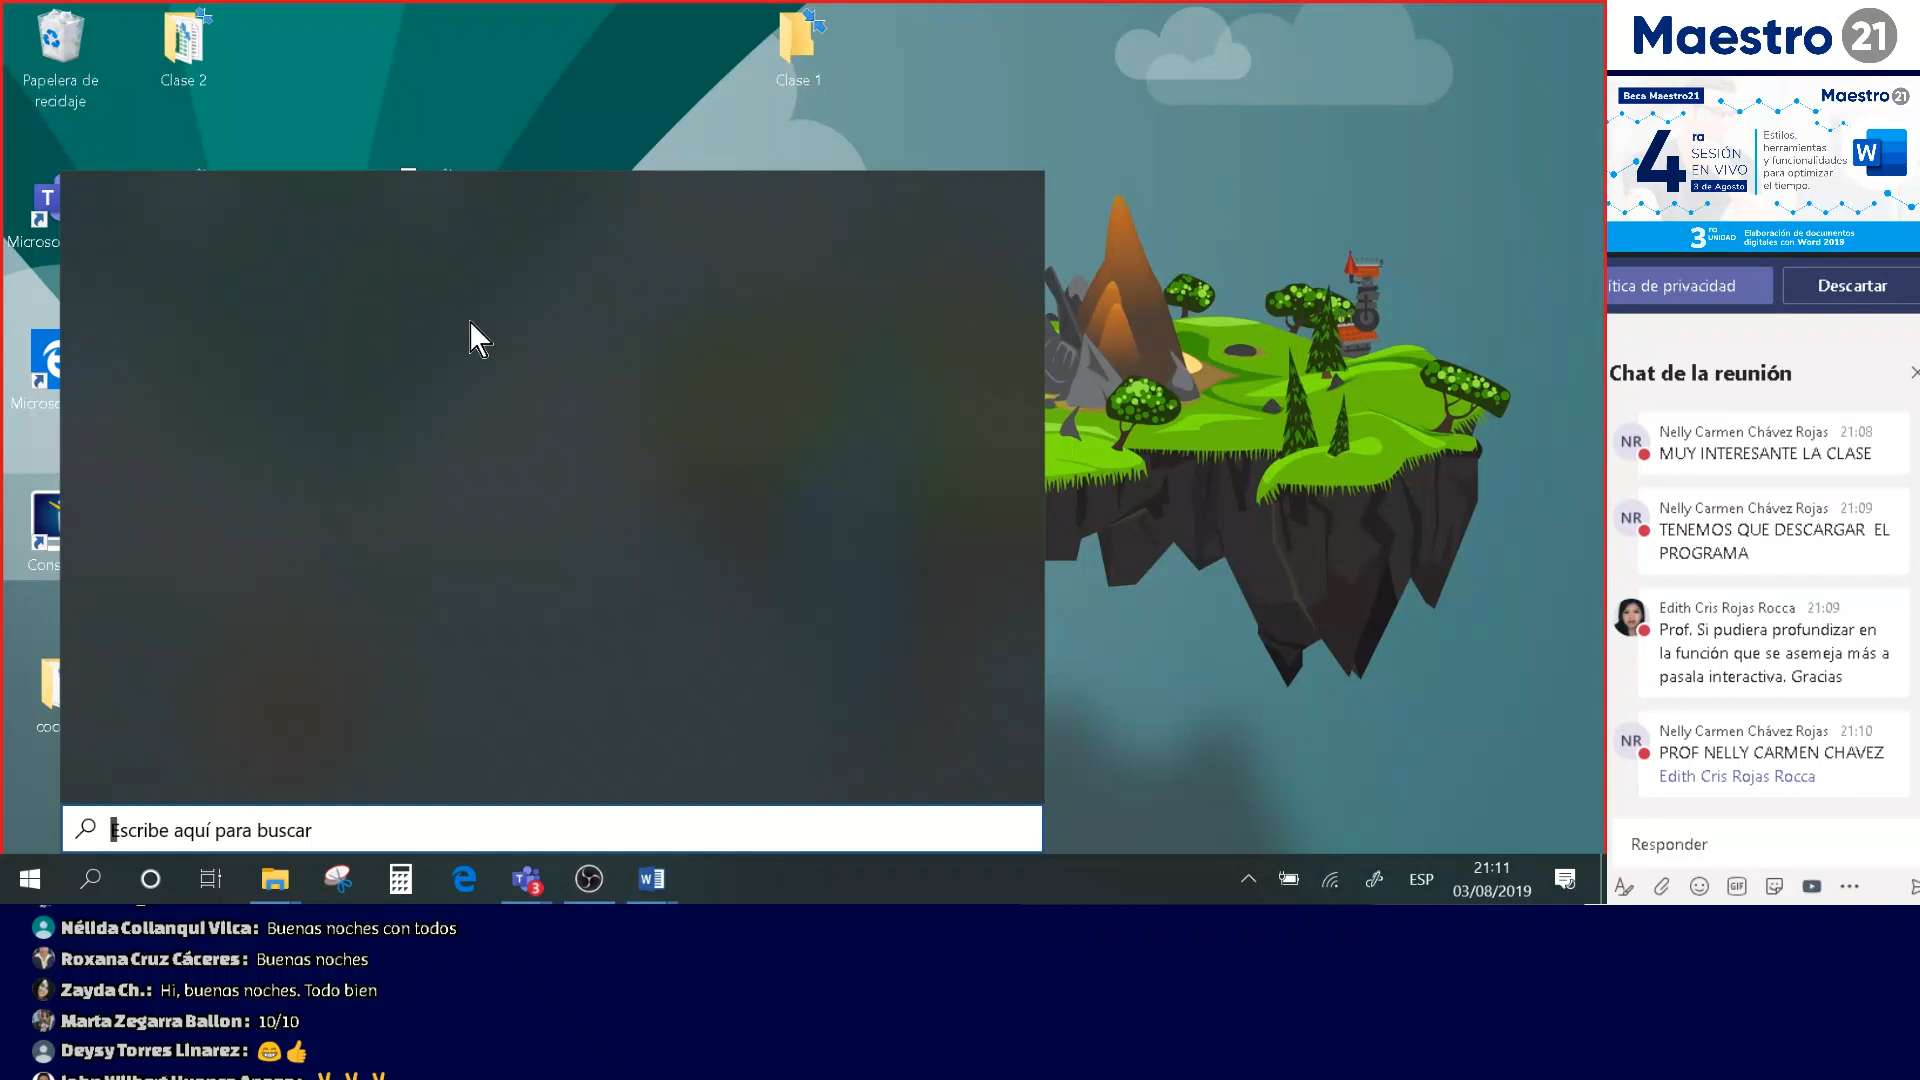 Papelera de
reciclaje
Clase 2
Clase 1
Microso
Microso
Cons
coc
Escribe aquí para buscar
ESP
21:11
03/08/2019
3
Maestro 21
Beca Maestro21
Maestro 21
4 ra
SESIÓN
EN VIVO
3 de Agosto
Estilos,
herramientas
y funcionalidades
para optimizar
el tiempo.
W
3 ra UNIDAD
Elaboración de documentos
digitales con Word 2019
ítica de privacidad
Descartar
Chat de la reunión
NR
Nelly Carmen Chávez Rojas 21:08
MUY INTERESANTE LA CLASE
NR
Nelly Carmen Chávez Rojas 21:09
TENEMOS QUE DESCARGAR EL
PROGRAMA
Edith Cris Rojas Rocca 21:09
Prof. Si pudiera profundizar en
la función que se asemeja más a
pasala interactiva. Gracias
NR
Nelly Carmen Chávez Rojas 21:10
PROF NELLY CARMEN CHAVEZ
Edith Cris Rojas Rocca
Responder
GIF
Nélida Collanqui Vilca: Buenas noches con todos
Roxana Cruz Cáceres: Buenas noches
Zayda Ch.: Hi, buenas noches. Todo bien
Marta Zegarra Ballon: 10/10
Deysy Torres Linarez: 😁👍